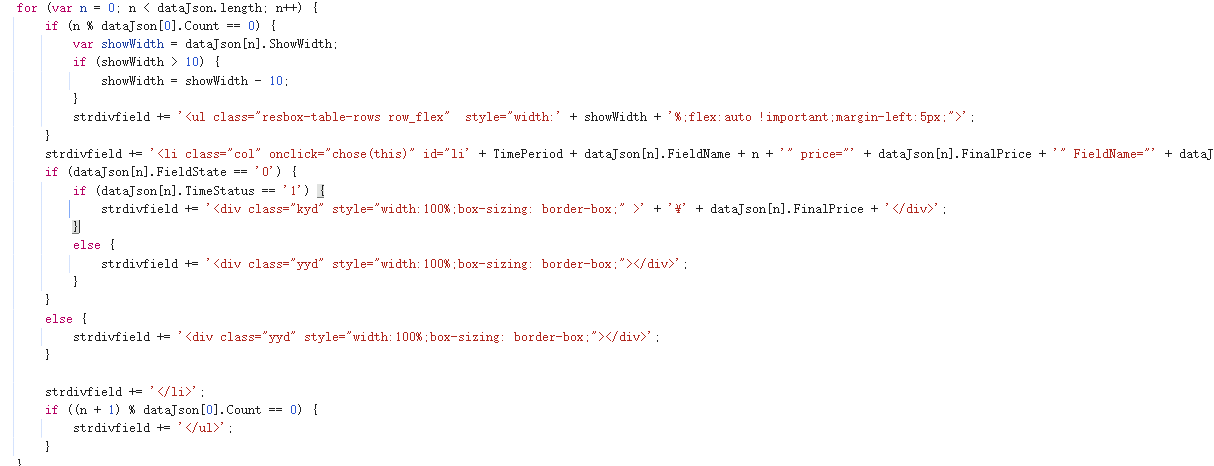 for (var n = 0; n < dataJson.length; n++) {
if (n % dataJson[0].Count == 0) {
var showWidth = dataJson[n].ShowWidth;
if (showWidth > 10) {
showWidth = showWidth - 10;
}
strdivfield += '<ul class="resbox-table-rows row_flex"  style="width:' + showWidth + '%;flex:auto !important;margin-left:5px;">';
}
strdivfield += '<li class="col" onclick="chose(this)" id="li' + TimePeriod + dataJson[n].FieldName + n + '" price="' + dataJson[n].FinalPrice + '" FieldName="' + dataJ
if (dataJson[n].FieldState == '0') {
if (dataJson[n].TimeStatus == '1') {
strdivfield += '<div class="kyd" style="width:100%;box-sizing: border-box;" >' + '¥' + dataJson[n].FinalPrice + '</div>';
}
else {
strdivfield += '<div class="yyd" style="width:100%;box-sizing: border-box;"></div>';
}
}
else {
strdivfield += '<div class="yyd" style="width:100%;box-sizing: border-box;"></div>';
}
strdivfield += '</li>';
if ((n + 1) % dataJson[0].Count == 0) {
strdivfield += '</ul>';
}
}